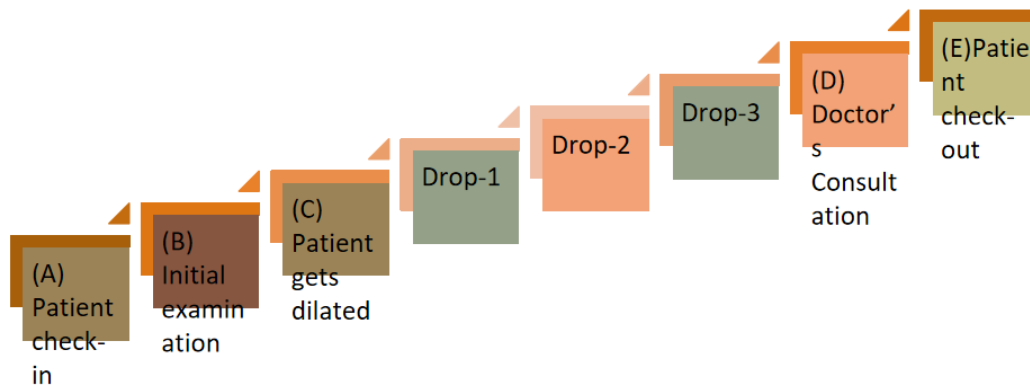 (A)
Patient
check-
in
(B)
Initial
examin
ation
(C)
Patient
gets
dilated
Drop-1
Drop-2
Drop-3
(D)
Doctor’
s
Consult
ation
(E)Patie
nt
check-
out